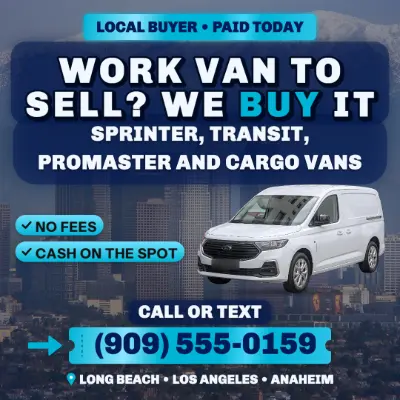 LOCAL BUYER • PAID TODAY
WORK VAN TO
SELL? WE BUY IT
SPRINTER, TRANSIT,
PROMASTER AND CARGO VANS
NO FEES
CASH ON THE SPOT
CALL OR TEXT
(909) 555-0159
LONG BEACH • LOS ANGELES • ANAHEIM